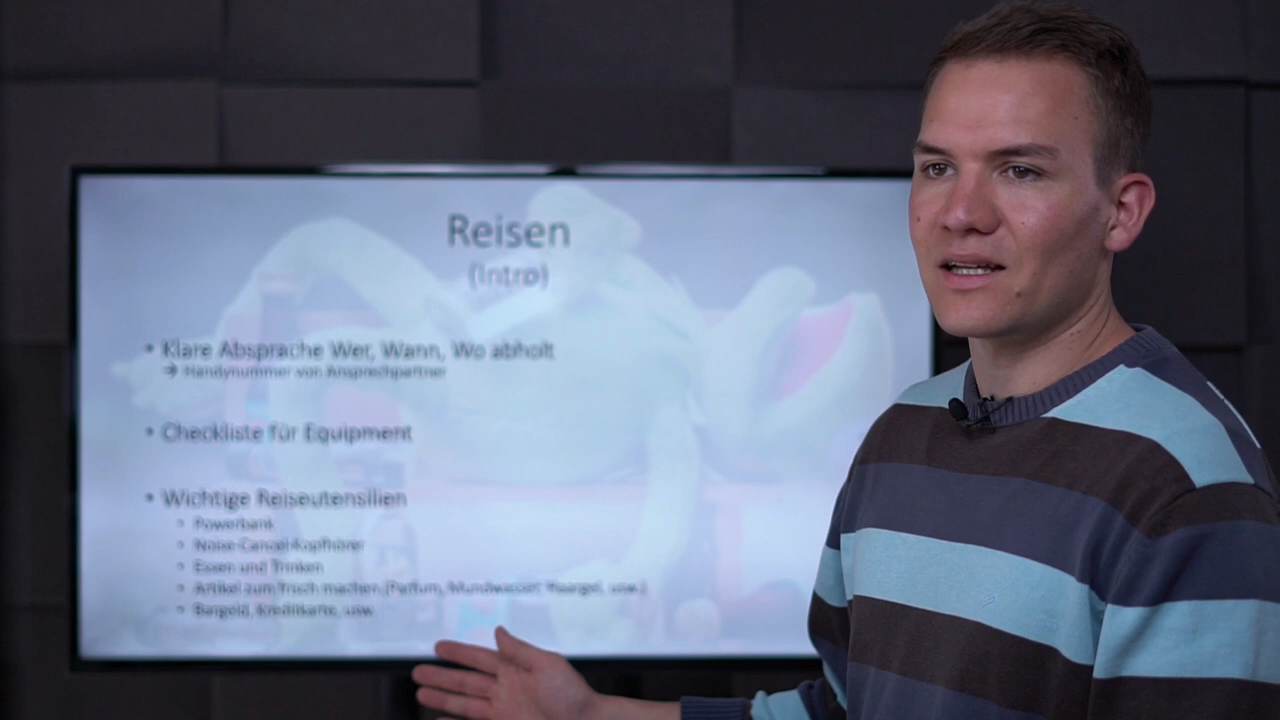 Reisen
(Intro)
• Klare Absprache Wer, Wann, Wo abholt
→ Handynummer von Ansprechpartner
• Checkliste für Equipment
• Wichtige Reiseutensilien
• Powerbank
• Noise-Cancel-Kopfhörer
• Essen und Trinken
• Artikel zum frisch machen (Parfum, Mundwasser, Haargel, usw.)
• Bargeld, Kreditkarte, usw.